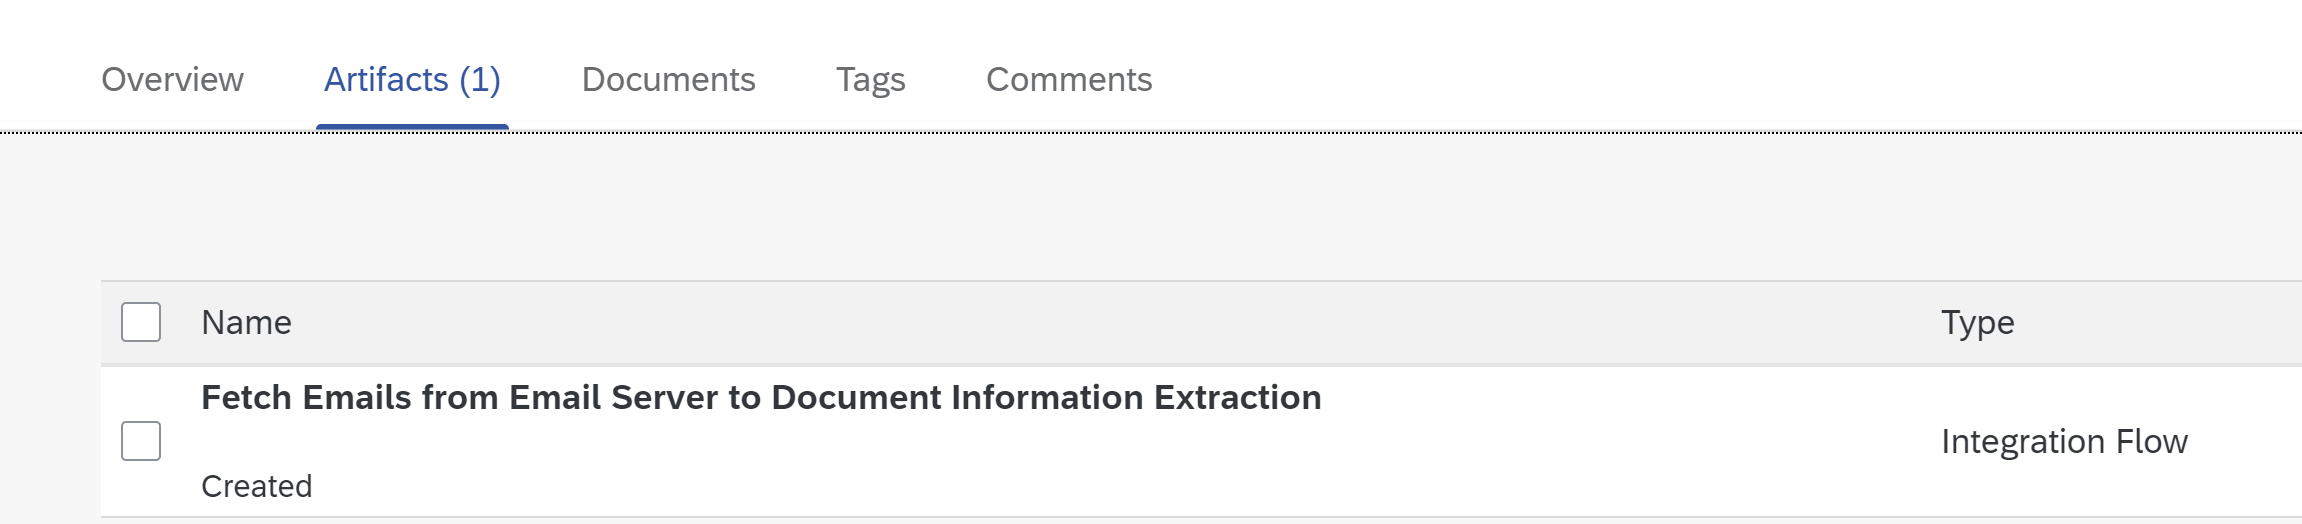 Overview Artifacts (1) Documents Tags Comments
Name Type
Fetch Emails from Email Server to Document Information Extraction
Integration Flow
Created